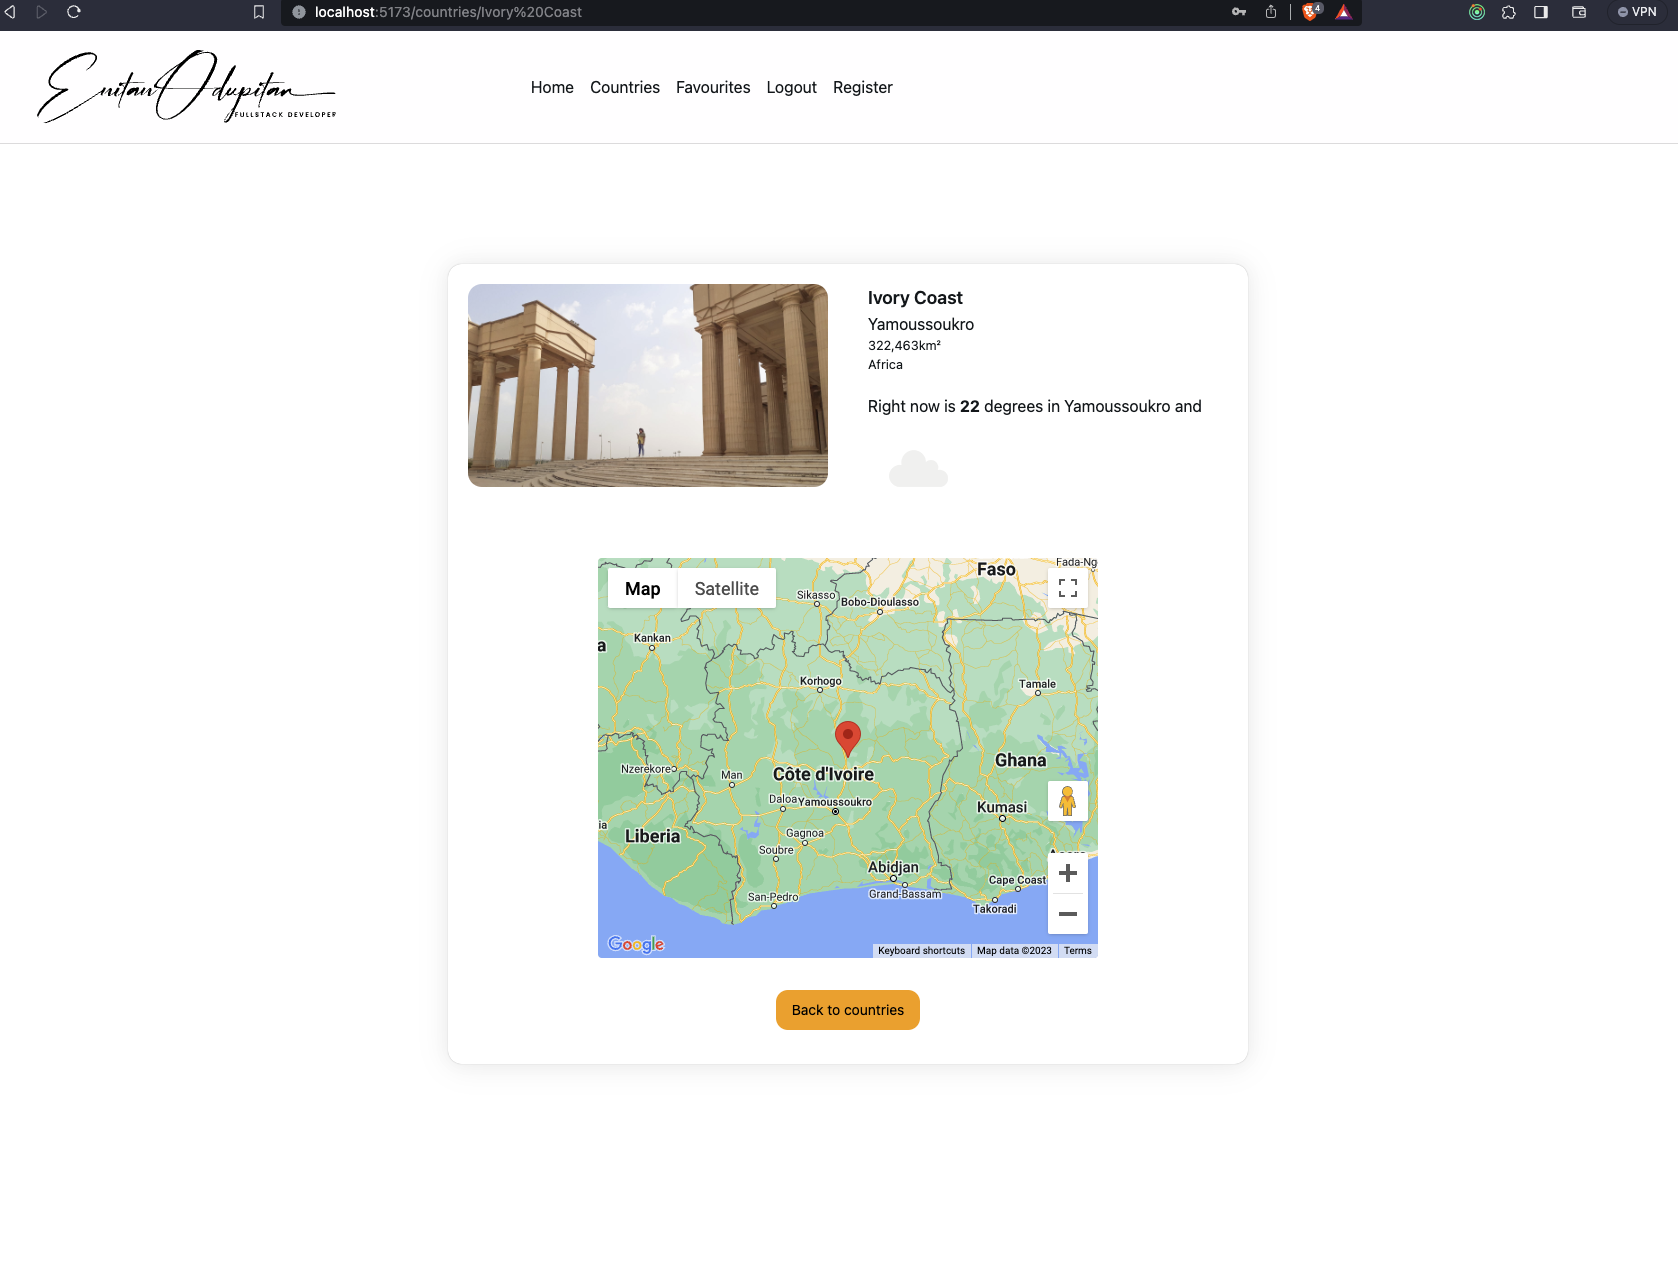 localhost:5173/countries/Ivory%20Coast
4
VPN
Enitan Odupitan
FULLSTACK DEVELOPER
Home Countries Favourites Logout Register
Ivory Coast
Yamoussoukro
322,463km²
Africa
Right now is 22 degrees in Yamoussoukro and
Map Satellite
Faso
Fada-Ng
Sikasso
Bobo-Dioulasso
Kankan
a
Korhogo
Tamale
Ghana
Nzerekore
Man
Côte d'Ivoire
Daloa
Yamoussoukro
Kumasi
ia
Liberia
Gagnoa
Soubre
Abidjan
Cape Coast
Grand-Bassam
San-Pedro
Takoradi
Google
Keyboard shortcuts Map data ©2023 Terms
Back to countries